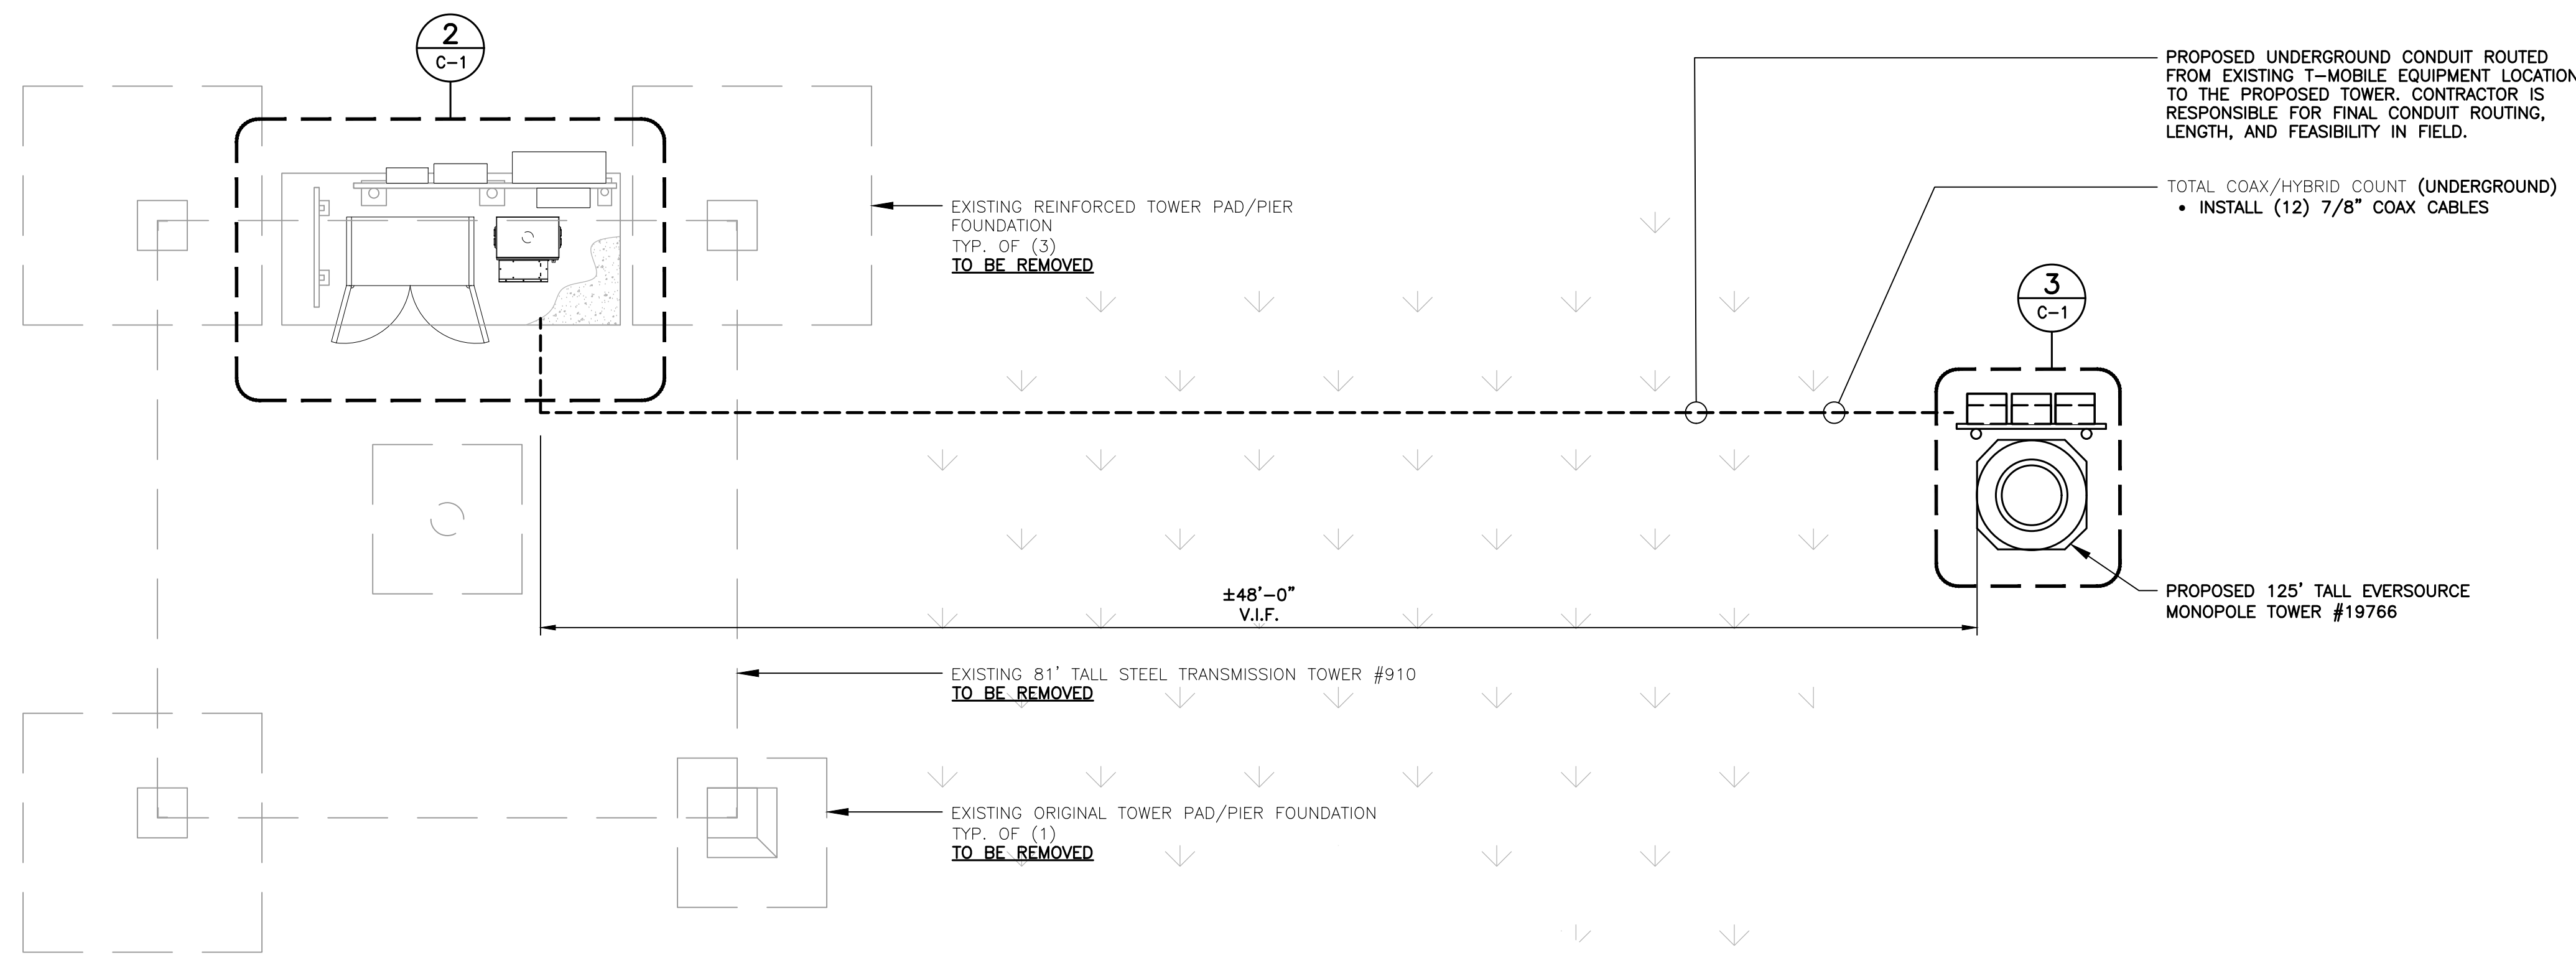 2
C-1
PROPOSED UNDERGROUND CONDUIT ROUTED
FROM EXISTING T-MOBILE EQUIPMENT LOCATION
TO THE PROPOSED TOWER. CONTRACTOR IS
RESPONSIBLE FOR FINAL CONDUIT ROUTING,
LENGTH, AND FEASIBILITY IN FIELD.
TOTAL COAX/HYBRID COUNT (UNDERGROUND)
• INSTALL (12) 7/8" COAX CABLES
EXISTING REINFORCED TOWER PAD/PIER
FOUNDATION
TYP. OF (3)
TO BE REMOVED
3
C-1
±48'-0"
V.I.F.
PROPOSED 125' TALL EVERSOURCE
MONOPOLE TOWER #19766
EXISTING 81' TALL STEEL TRANSMISSION TOWER #910
TO BE REMOVED
EXISTING ORIGINAL TOWER PAD/PIER FOUNDATION
TYP. OF (1)
TO BE REMOVED